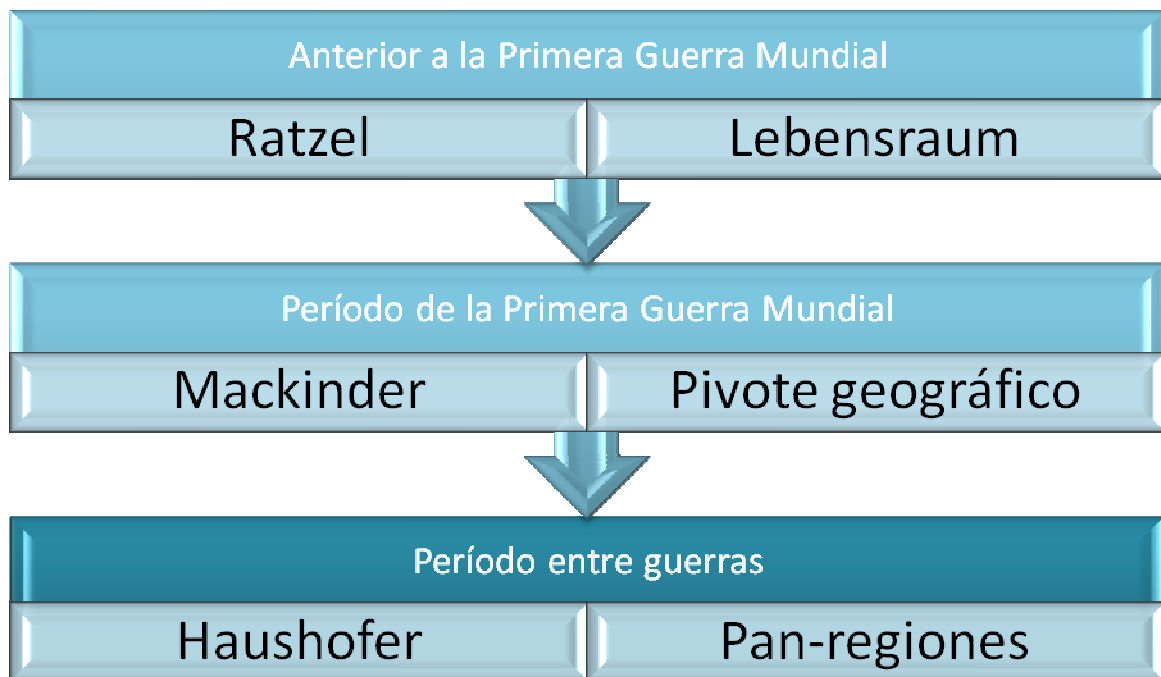 Anterior a la Primera Guerra Mundial
Ratzel
Lebensraum
Período de la Primera Guerra Mundial
Mackinder
Pivote geográfico
Período entre guerras
Haushofer
Pan-regiones